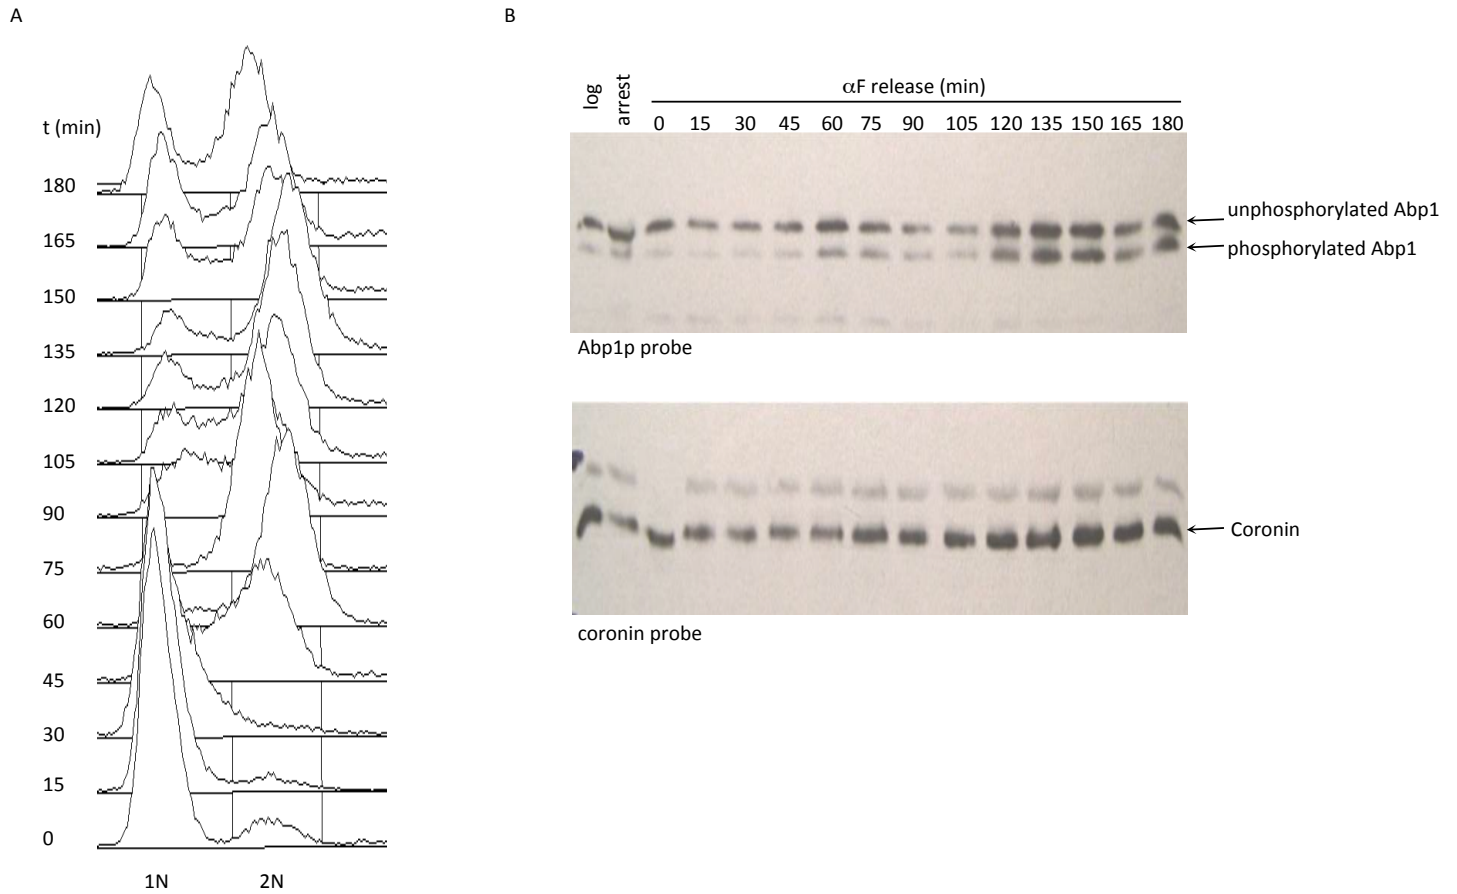 A
t (min)
180
165
150
135
120
105
90
75
60
45
30
15
0
1N 2N
B
log arrest αF release (min)
0 15 30 45 60 75 90 105 120 135 150 165 180
unphosphorylated Abp1
phosphorylated Abp1
Abp1p probe
Coronin
coronin probe